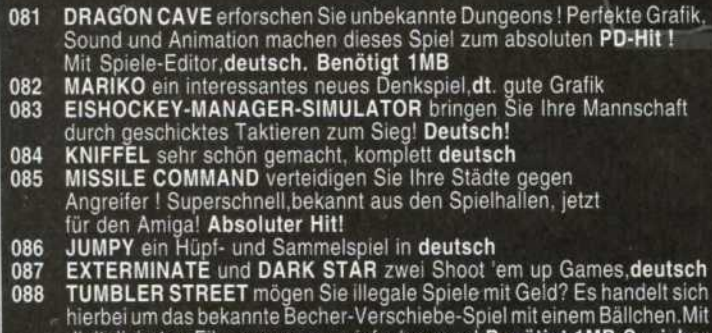 081 DRAGON CAVE erforschen Sie unbekannte Dungeons ! Perfekte Grafik,
Sound und Animation machen dieses Spiel zum absoluten PD-Hit !
Mit Spiele-Editor,deutsch. Benötigt 1MB
082 MARIKO ein interessantes neues Denkspiel,dt. gute Grafik
083 EISHOCKEY-MANAGER-SIMULATOR bringen Sie Ihre Mannschaft
durch geschicktes Taktieren zum Sieg! Deutsch!
084 KNIFFEL sehr schön gemacht, komplett deutsch
085 MISSILE COMMAND verteidigen Sie Ihre Städte gegen
Angreifer ! Superschnell,bekannt aus den Spielhallen, jetzt
für den Amiga! Absoluter Hit!
086 JUMPY ein Hüpf- und Sammelspiel in deutsch
087 EXTERMINATE und DARK STAR zwei Shoot 'em up Games,deutsch
088 TUMBLER STREET mögen Sie illegale Spiele mit Geld? Es handelt sich
hierbei um das bekannte Becher-Verschiebe-Spiel mit einem Bällchen.Mit